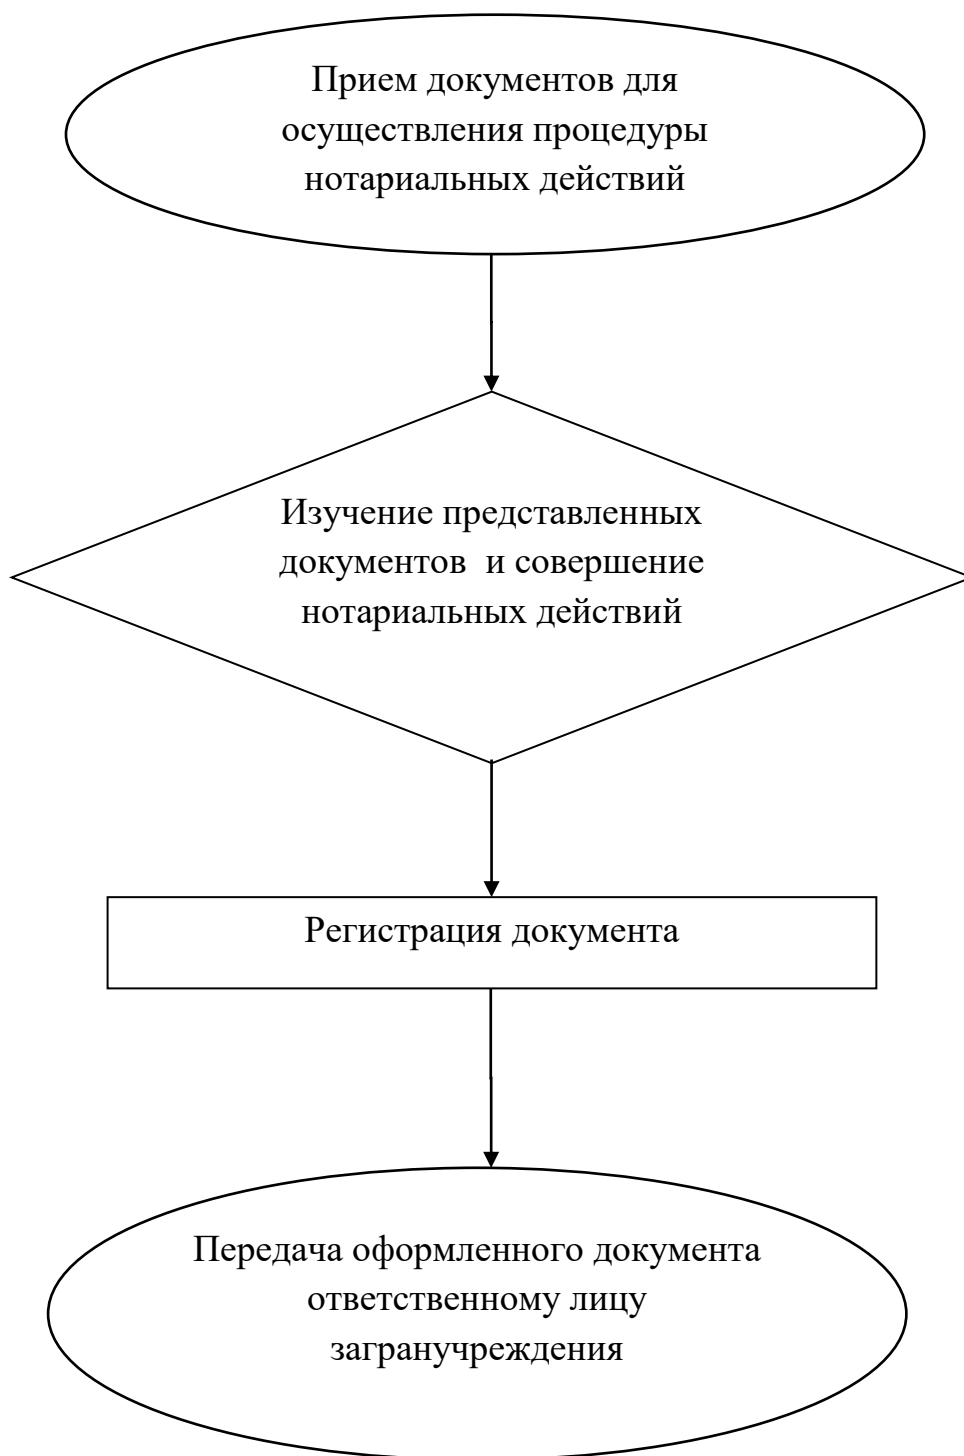 Прием документов для
осуществления процедуры
нотариальных действий
Изучение представленных
документов  и совершение
нотариальных действий
Регистрация документа
Передача оформленного документа
ответственному лицу
загранучреждения